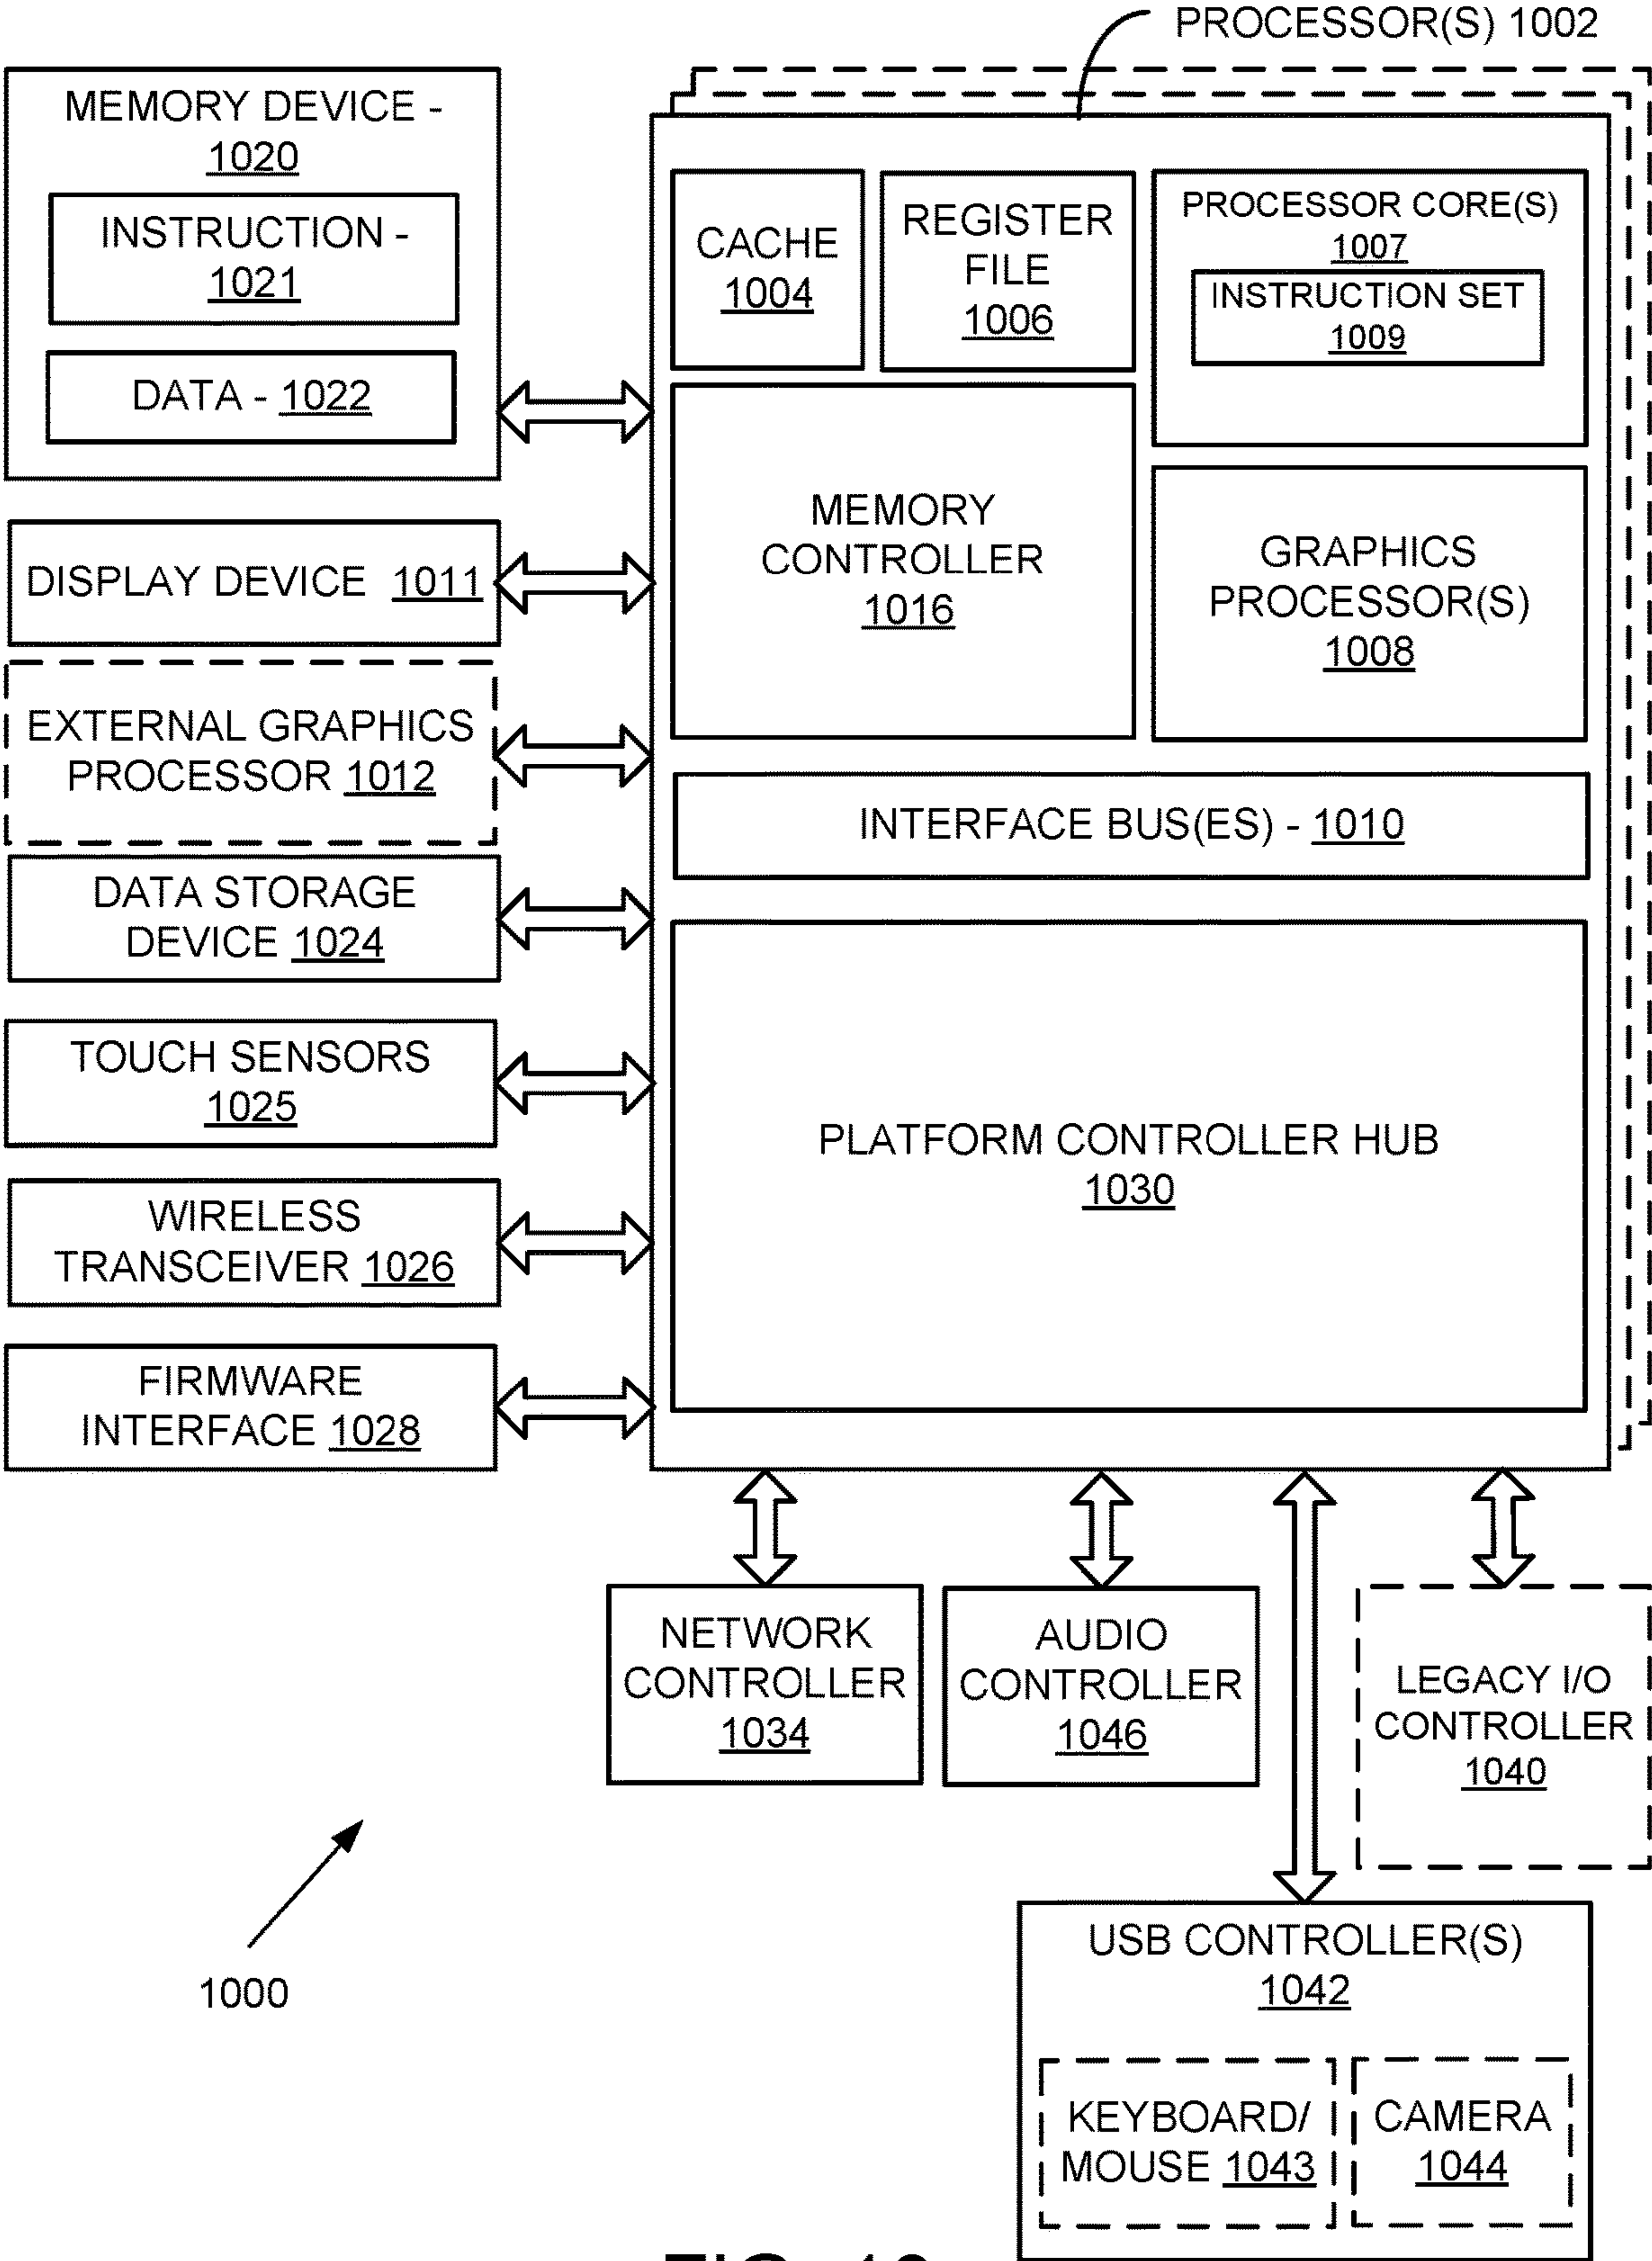 PROCESSOR(S) 1002
MEMORY DEVICE -
1020
INSTRUCTION -
1021
DATA - 1022
DISPLAY DEVICE 1011
EXTERNAL GRAPHICS
PROCESSOR 1012
DATA STORAGE
DEVICE 1024
TOUCH SENSORS
1025
WIRELESS
TRANSCEIVER 1026
FIRMWARE
INTERFACE 1028
CACHE
1004
REGISTER
FILE
1006
PROCESSOR CORE(S)
1007
INSTRUCTION SET
1009
MEMORY
CONTROLLER
1016
GRAPHICS
PROCESSOR(S)
1008
INTERFACE BUS(ES) - 1010
PLATFORM CONTROLLER HUB
1030
NETWORK
CONTROLLER
1034
AUDIO
CONTROLLER
1046
LEGACY I/O
CONTROLLER
1040
1000
USB CONTROLLER(S)
1042
KEYBOARD/
MOUSE 1043
CAMERA
1044